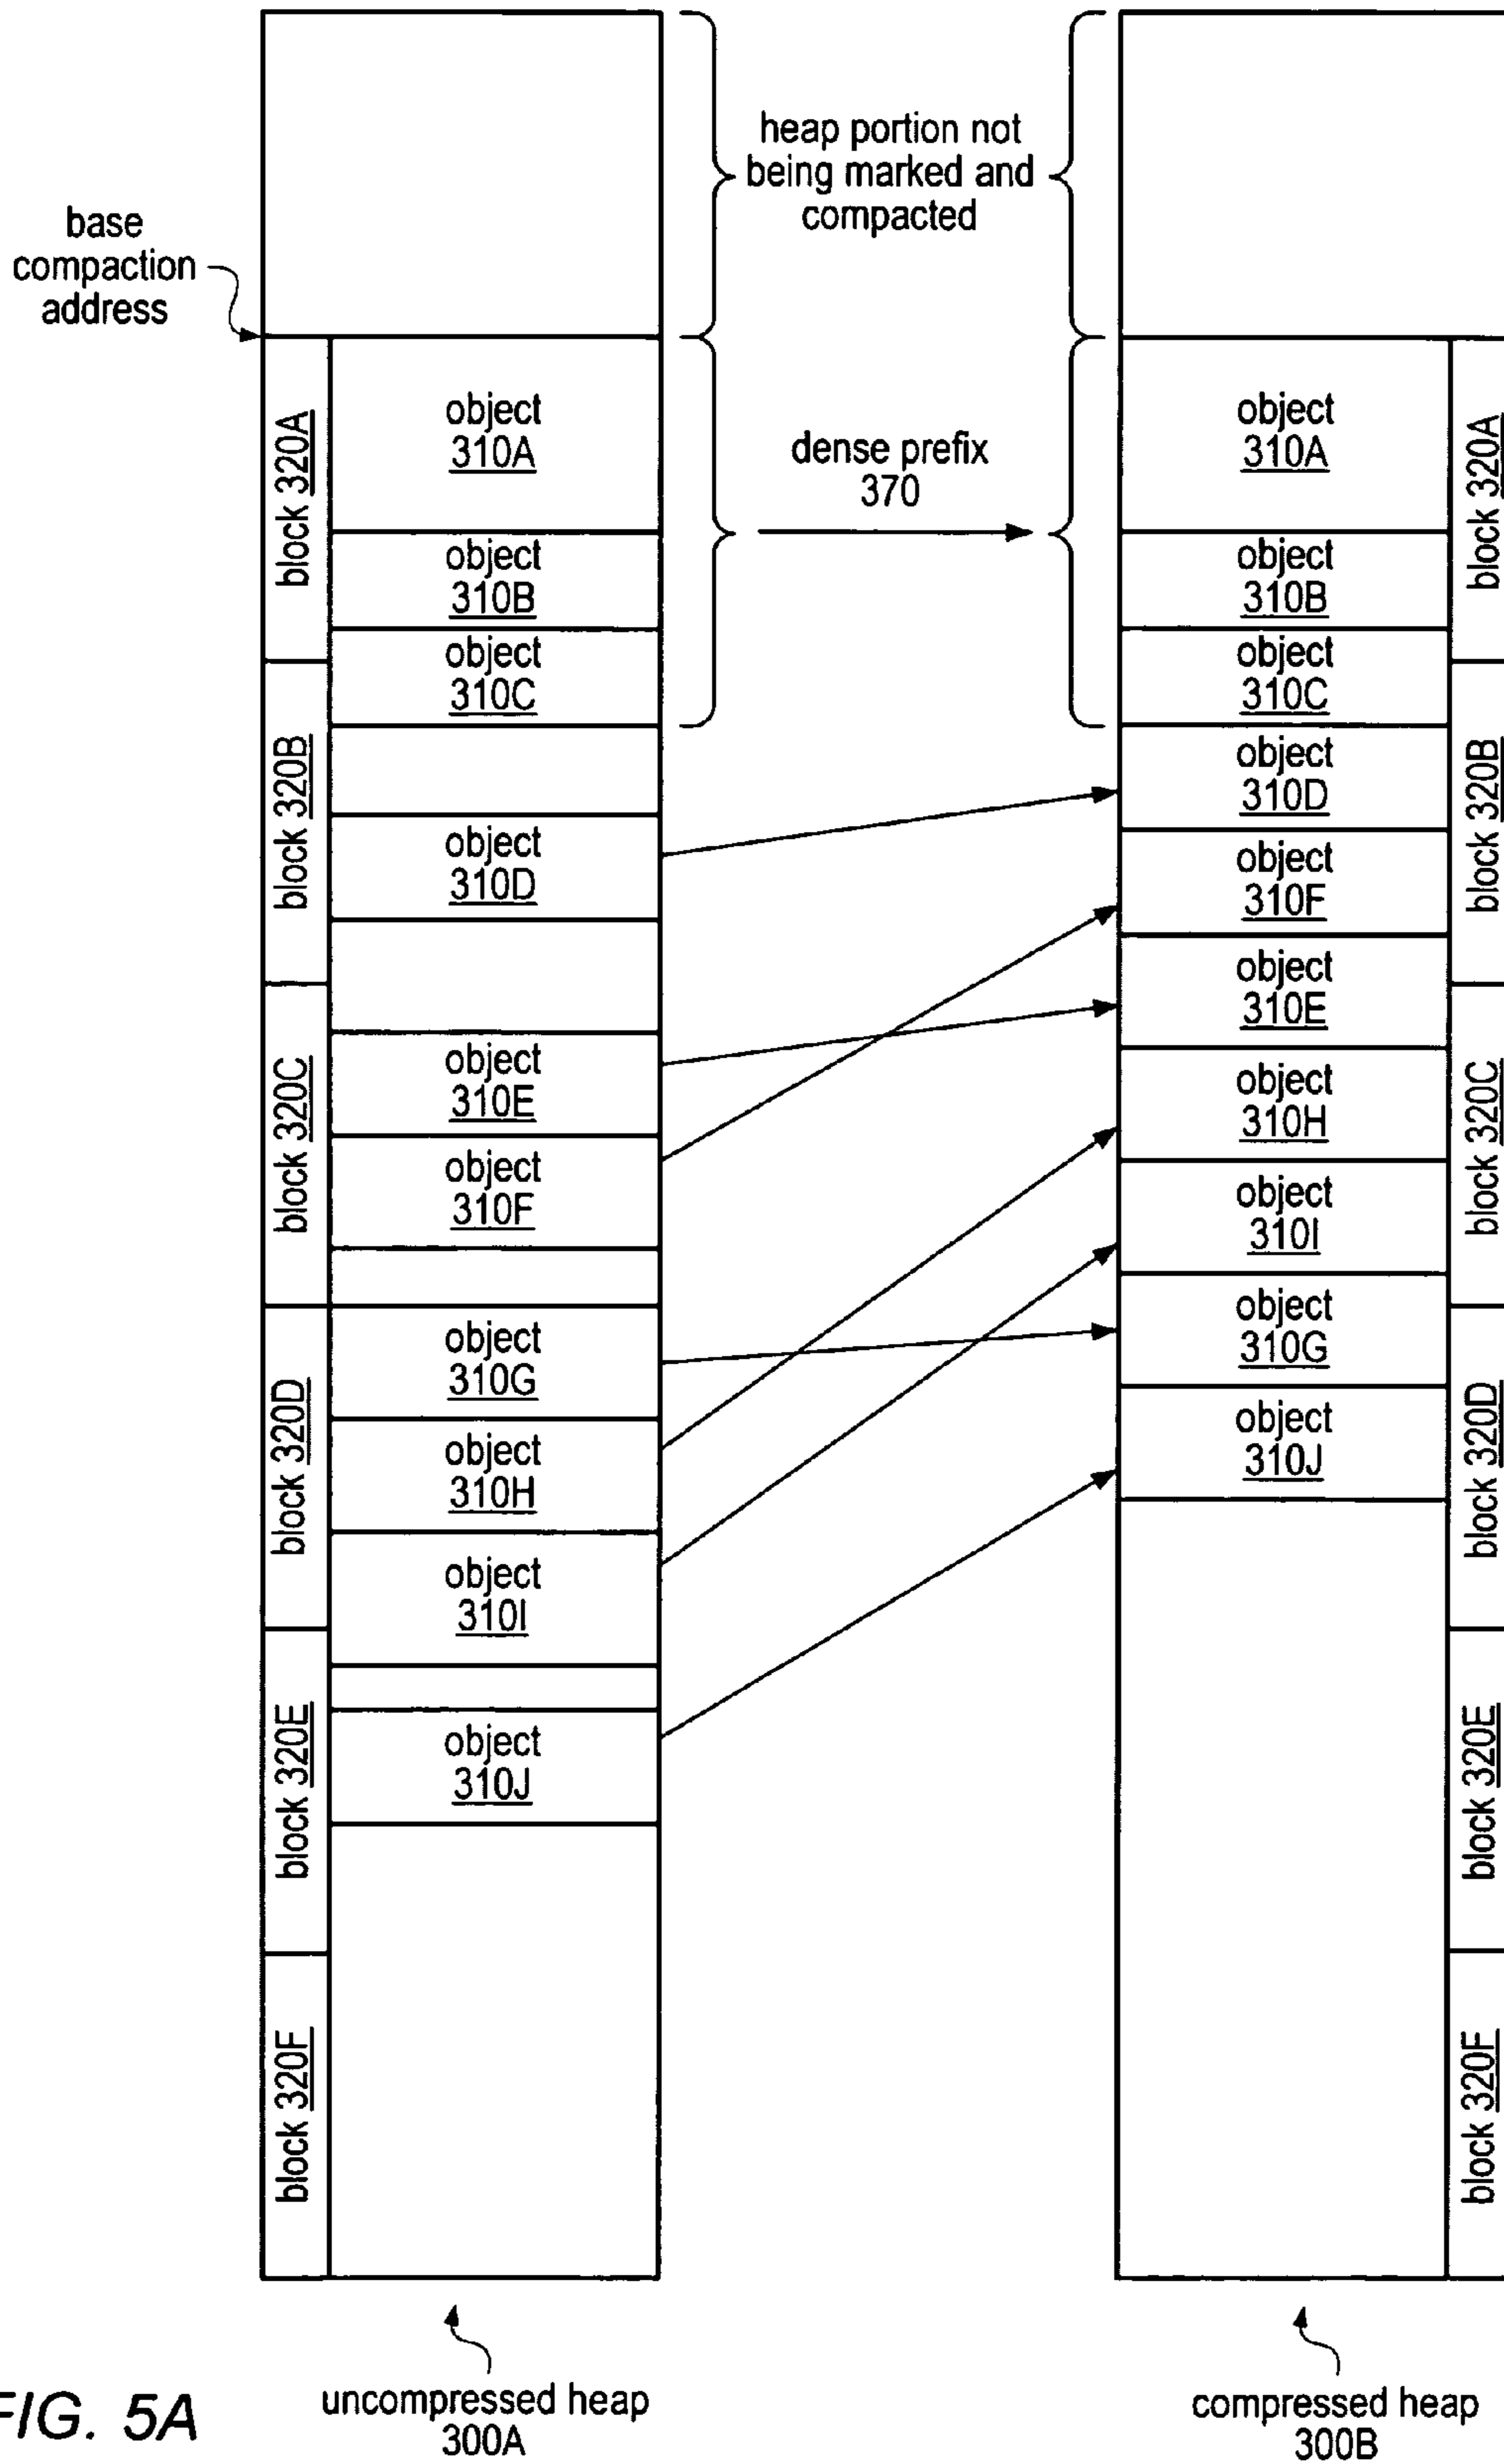 heap portion not
being marked and
compacted
base
compaction
address
block 320A
object
310A
object
310B
object
310C
block 320B
object
310D
block 320C
object
310E
object
310F
block 320D
object
310G
object
310H
object
310I
block 320E
object
310J
block 320F
dense prefix
370
object
310A
object
310B
object
310C
object
310D
object
310F
object
310E
object
310H
object
310I
object
310G
object
310J
block 320A
block 320B
block 320C
block 320D
block 320E
block 320F
uncompressed heap
300A
compressed heap
300B
FIG. 5A